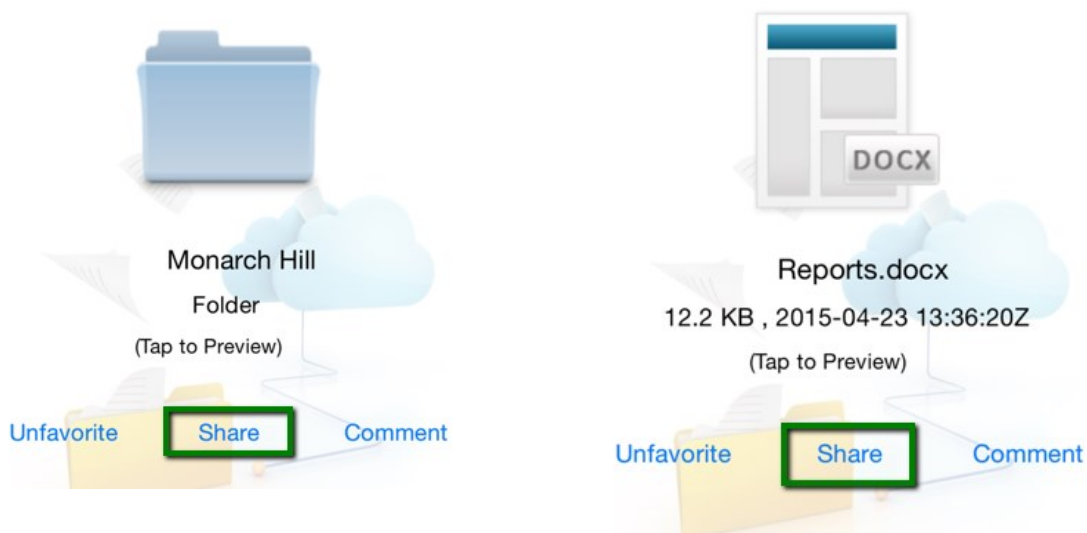 Monarch Hill
Folder
(Tap to Preview)
Unfavorite Share Comment
DOCX
Reports.docx
12.2 KB , 2015-04-23 13:36:20Z
(Tap to Preview)
Unfavorite Share Comment